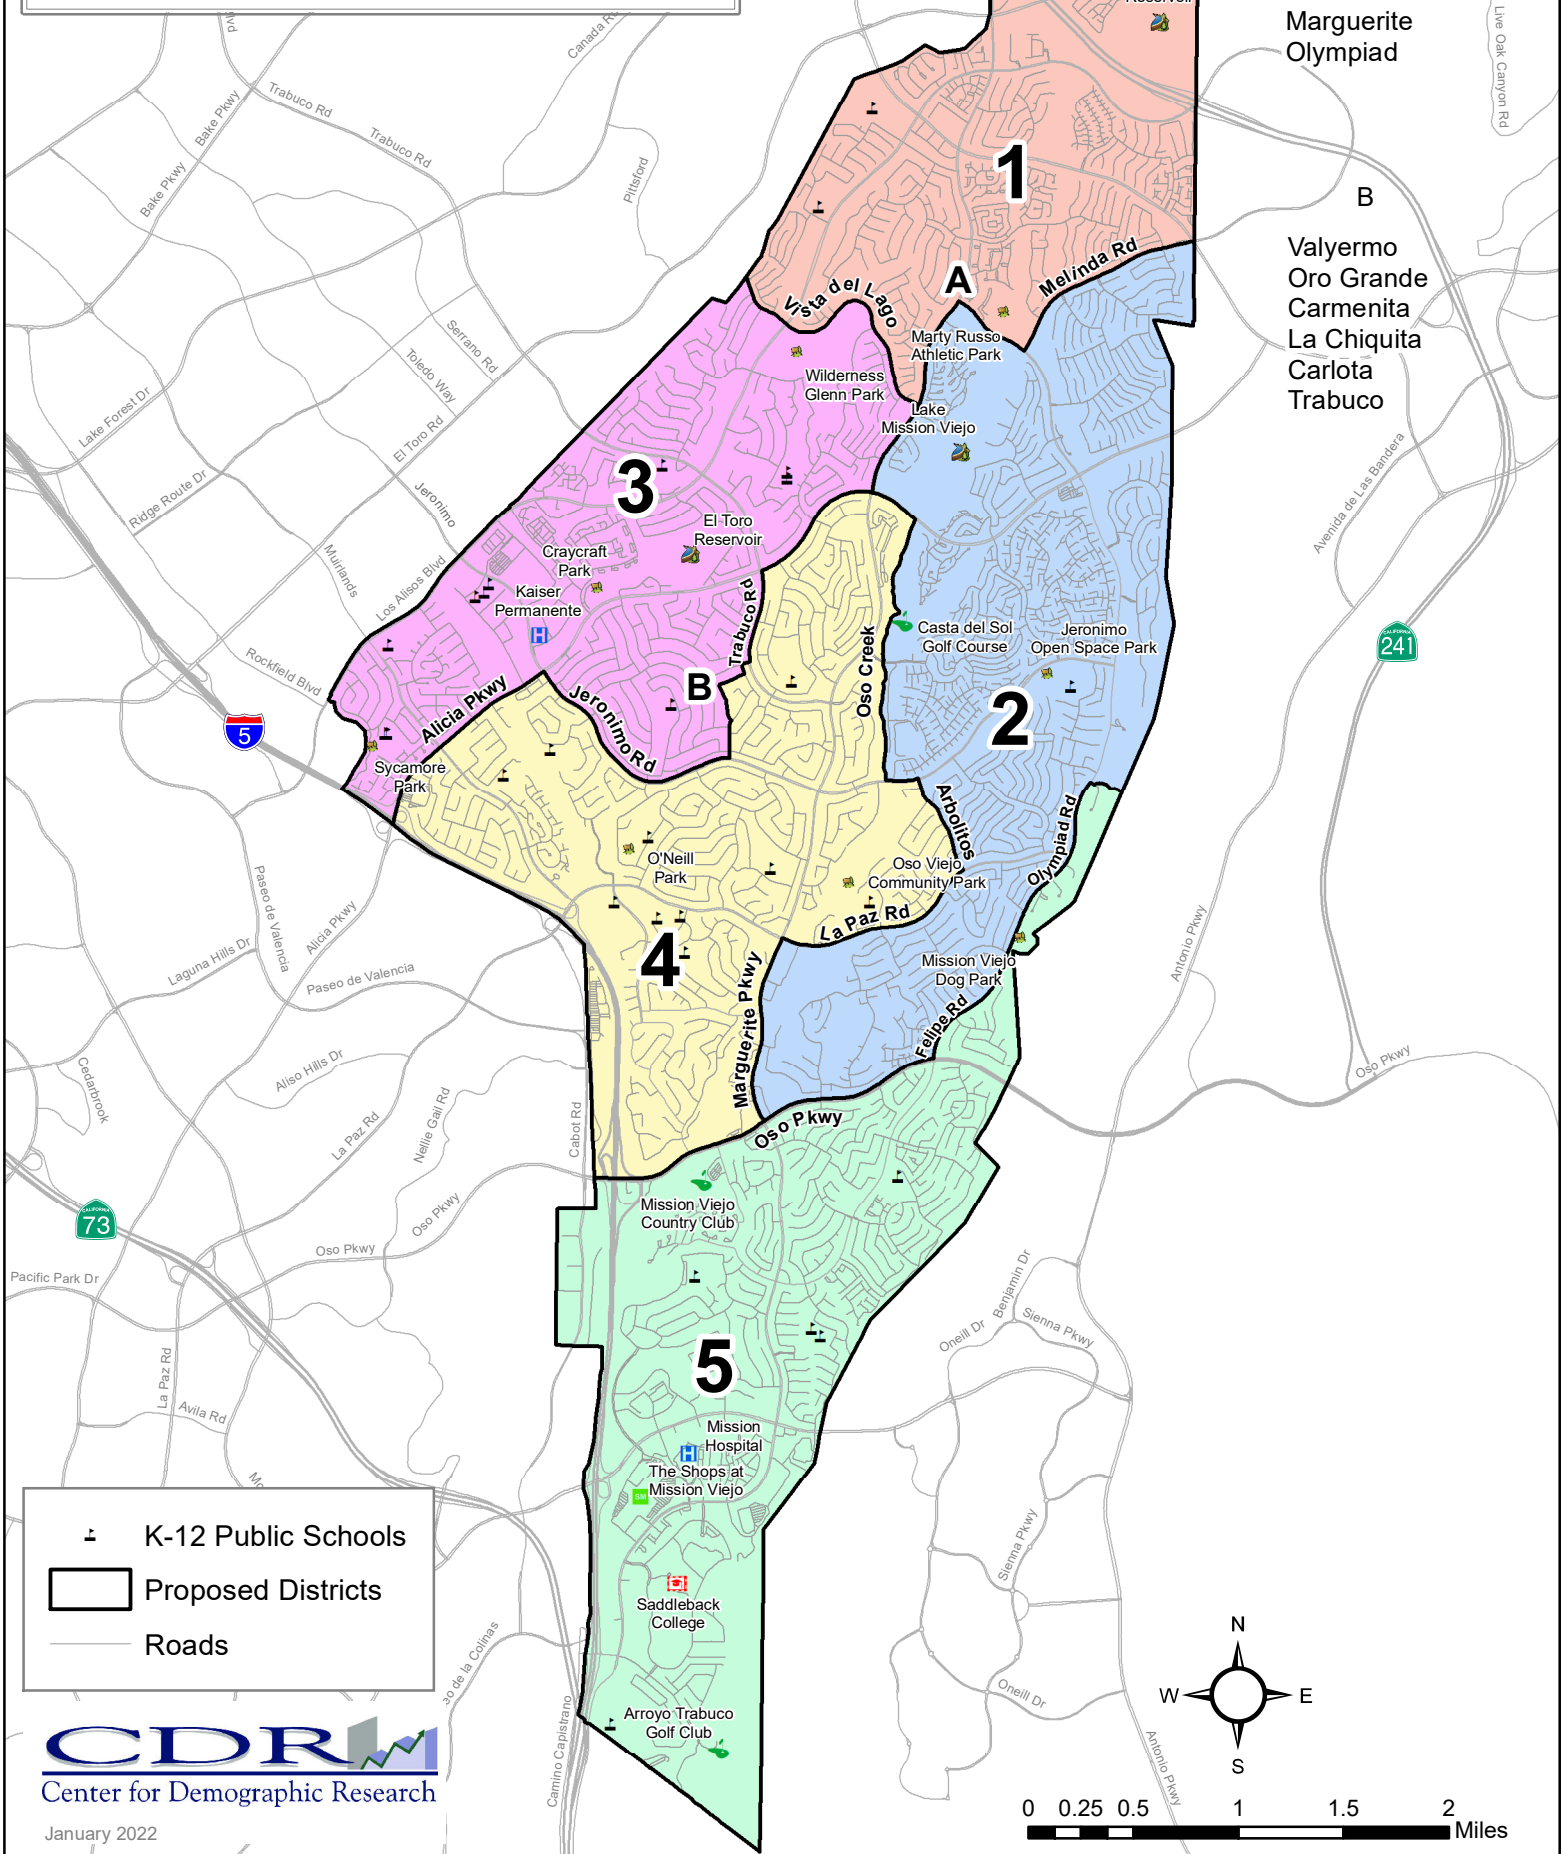 Marguerite
Olympiad
B
Valyermo
Oro Grande
Carmenita
La Chiquita
Carlota
Trabuco
Canada Rd
Live Oak Canyon Rd
Bake Pkwy
Trabuco Rd
Trabuco Rd
Bake Pkwy
Pittsford
1
A
Melinda Rd
Vista del Lago
Marty Russo
Athletic Park
Serrano Rd
Toledo Way
Wilderness
Glenn Park
Lake
Mission Viejo
Lake Forest Dr
El Toro Rd
Ridge Route Dr
Jeronimo
3
El Toro
Reservoir
Avenida de Las Bandera
Craycraft
Park
Kaiser
Permanente
Muirlands
Los Alisos Blvd
Trabuco Rd
Oso Creek
Casta del Sol
Golf Course
Jeronimo
Open Space Park
241
Rockfield Blvd
B
Alicia Pkwy
Jeronimo Rd
2
5
Sycamore
Park
Arbolitos
Olympiad Rd
O'Neill
Park
Oso Viejo
Community Park
La Paz Rd
Paseo de Valencia
Alicia Pkwy
Laguna Hills Dr
Paseo de Valencia
4
Marguerite Pkwy
Mission Viejo
Dog Park
Felipe Rd
Antonio Pkwy
Oso Pkwy
Cedarbrook
Aliso Hills Dr
La Paz Rd
Nellie Gail Rd
Cabot Rd
Oso Pkwy
73
Oso Pkwy
Oso Pkwy
Pacific Park Dr
Mission Viejo
Country Club
Benjamin Dr
Oneill Dr
Sienna Pkwy
La Paz Rd
Avila Rd
5
Mission
Hospital
The Shops at
Mission Viejo
SM
K-12 Public Schools
Proposed Districts
Roads
Saddleback
College
Sienna Pkwy
Oneill Dr
Arroyo Trabuco
Golf Club
Camino Capistrano
Antonio Pkwy
N
W
E
S
CDR
Center for Demographic Research
January 2022
0 0.25 0.5 1 1.5 2
Miles